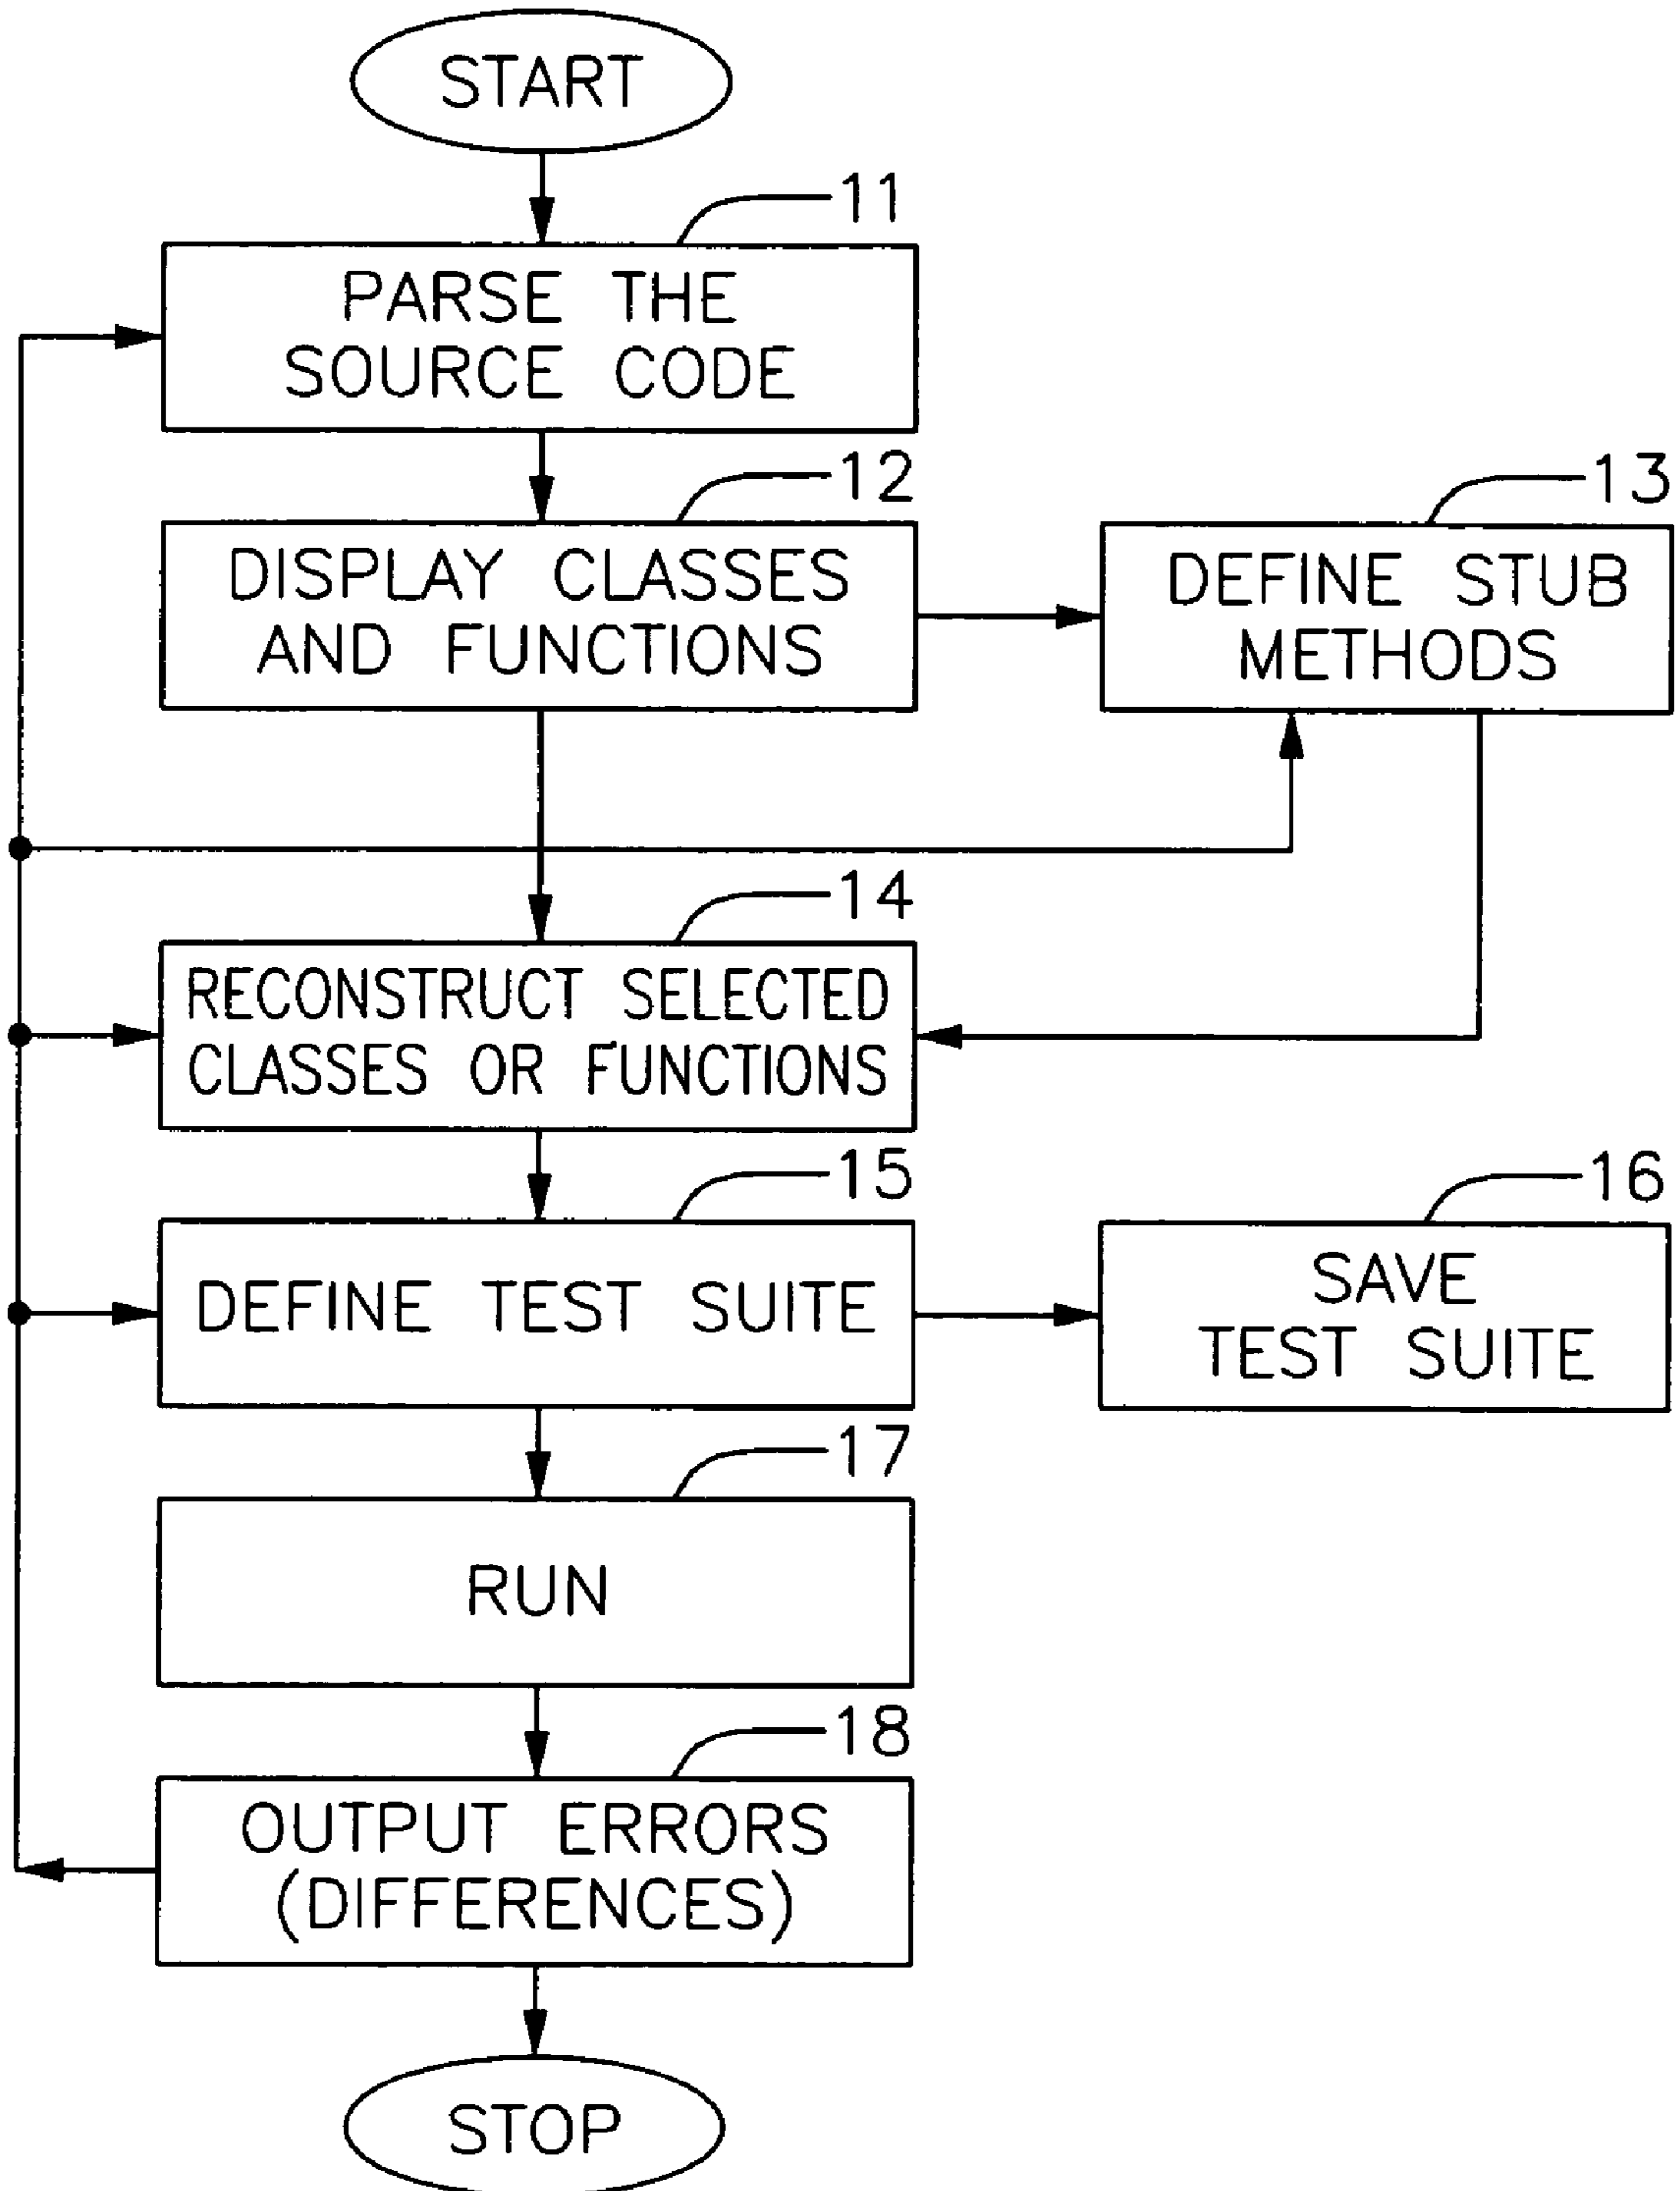 START
11
PARSE THE
SOURCE CODE
12
DISPLAY CLASSES
AND FUNCTIONS
13
DEFINE STUB
METHODS
14
RECONSTRUCT SELECTED
CLASSES OR FUNCTIONS
15
DEFINE TEST SUITE
16
SAVE
TEST SUITE
17
RUN
18
OUTPUT ERRORS
(DIFFERENCES)
STOP